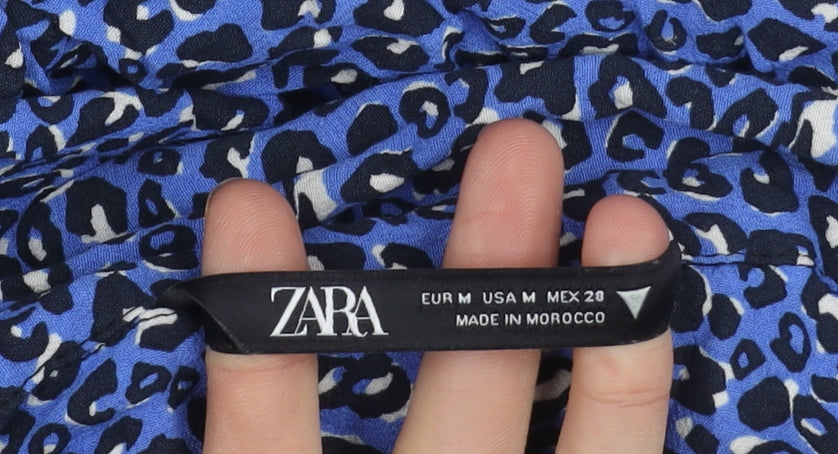 ZARA
EUR M USA M MEX 28
MADE IN MOROCCO